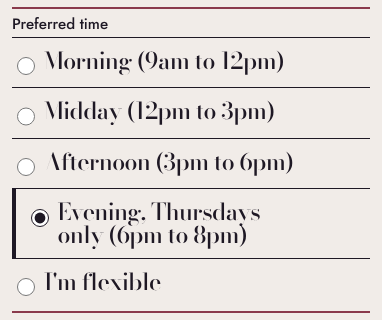 Preferred time
Morning (9am to 12pm)
Midday (12pm to 3pm)
Afternoon (3pm to 6pm)
Evening, Thursdays
only (6pm to 8pm)
I'm flexible